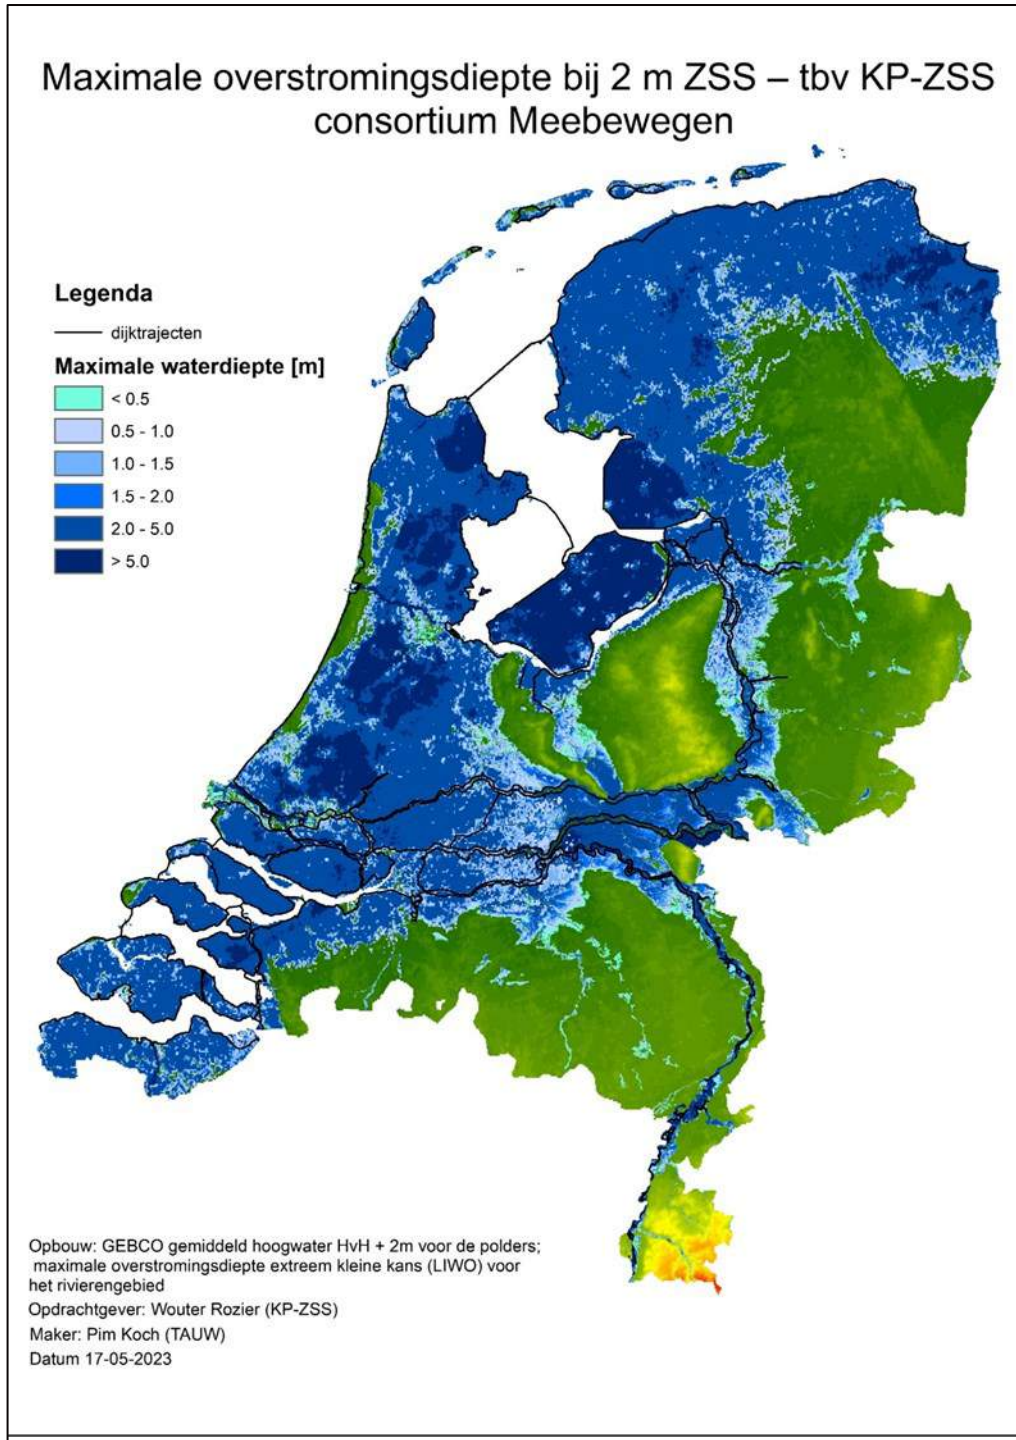 Maximale overstromingsdiepte bij 2 m ZSS – tbv KP-ZSS
consortium Meebewegen
Legenda
dijktrajecten
Maximale waterdiepte [m]
< 0.5
0.5 - 1.0
1.0 - 1.5
1.5 - 2.0
2.0 - 5.0
> 5.0
Opbouw: GEBCO gemiddeld hoogwater HvH + 2m voor de polders;
maximale overstromingsdiepte extreem kleine kans (LIWO) voor
het rivierengebied
Opdrachtgever: Wouter Rozier (KP-ZSS)
Maker: Pim Koch (TAUW)
Datum 17-05-2023